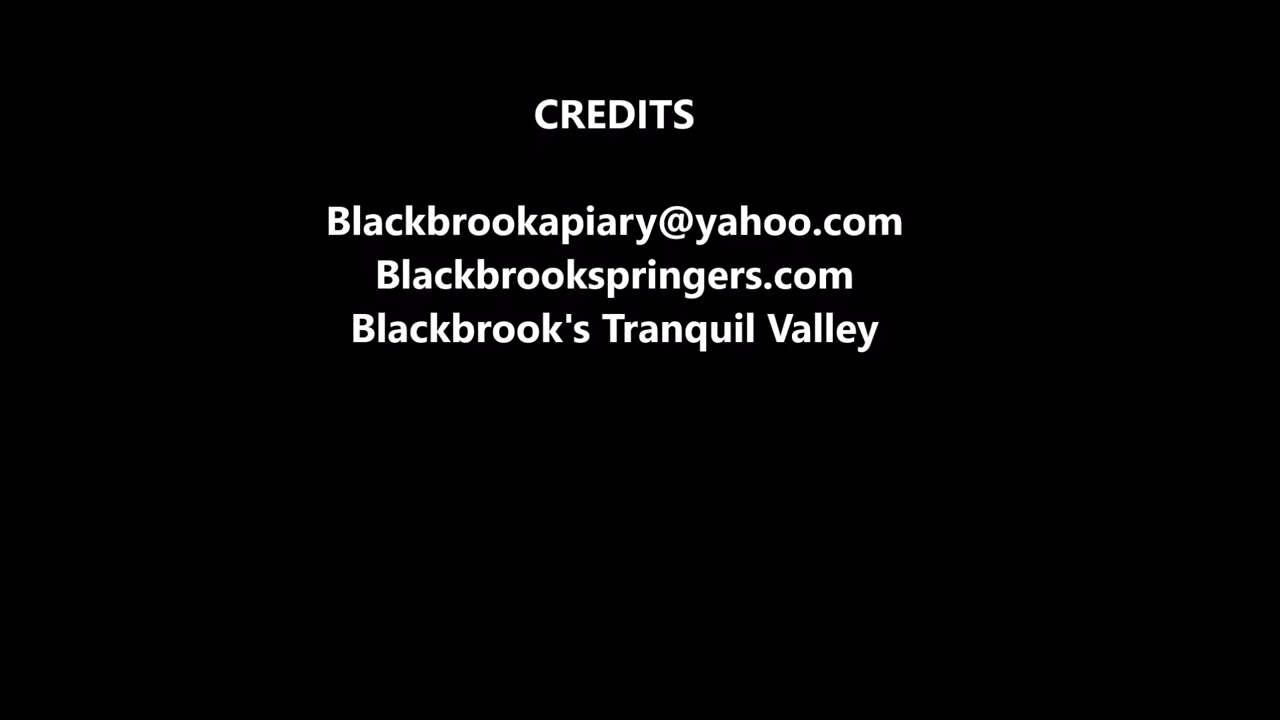 CREDITS
Blackbrookapiary@yahoo.com
Blackbrookspringers.com
Blackbrook's Tranquil Valley